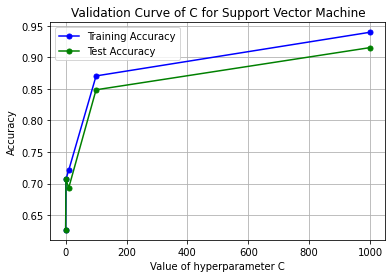 Validation Curve of C for Support Vector Machine
Training Accuracy
Test Accuracy
0.95
0.90
0.85
0.80
0.75
0.70
0.65
Accuracy
0 200 400 600 800 1000
Value of hyperparameter C